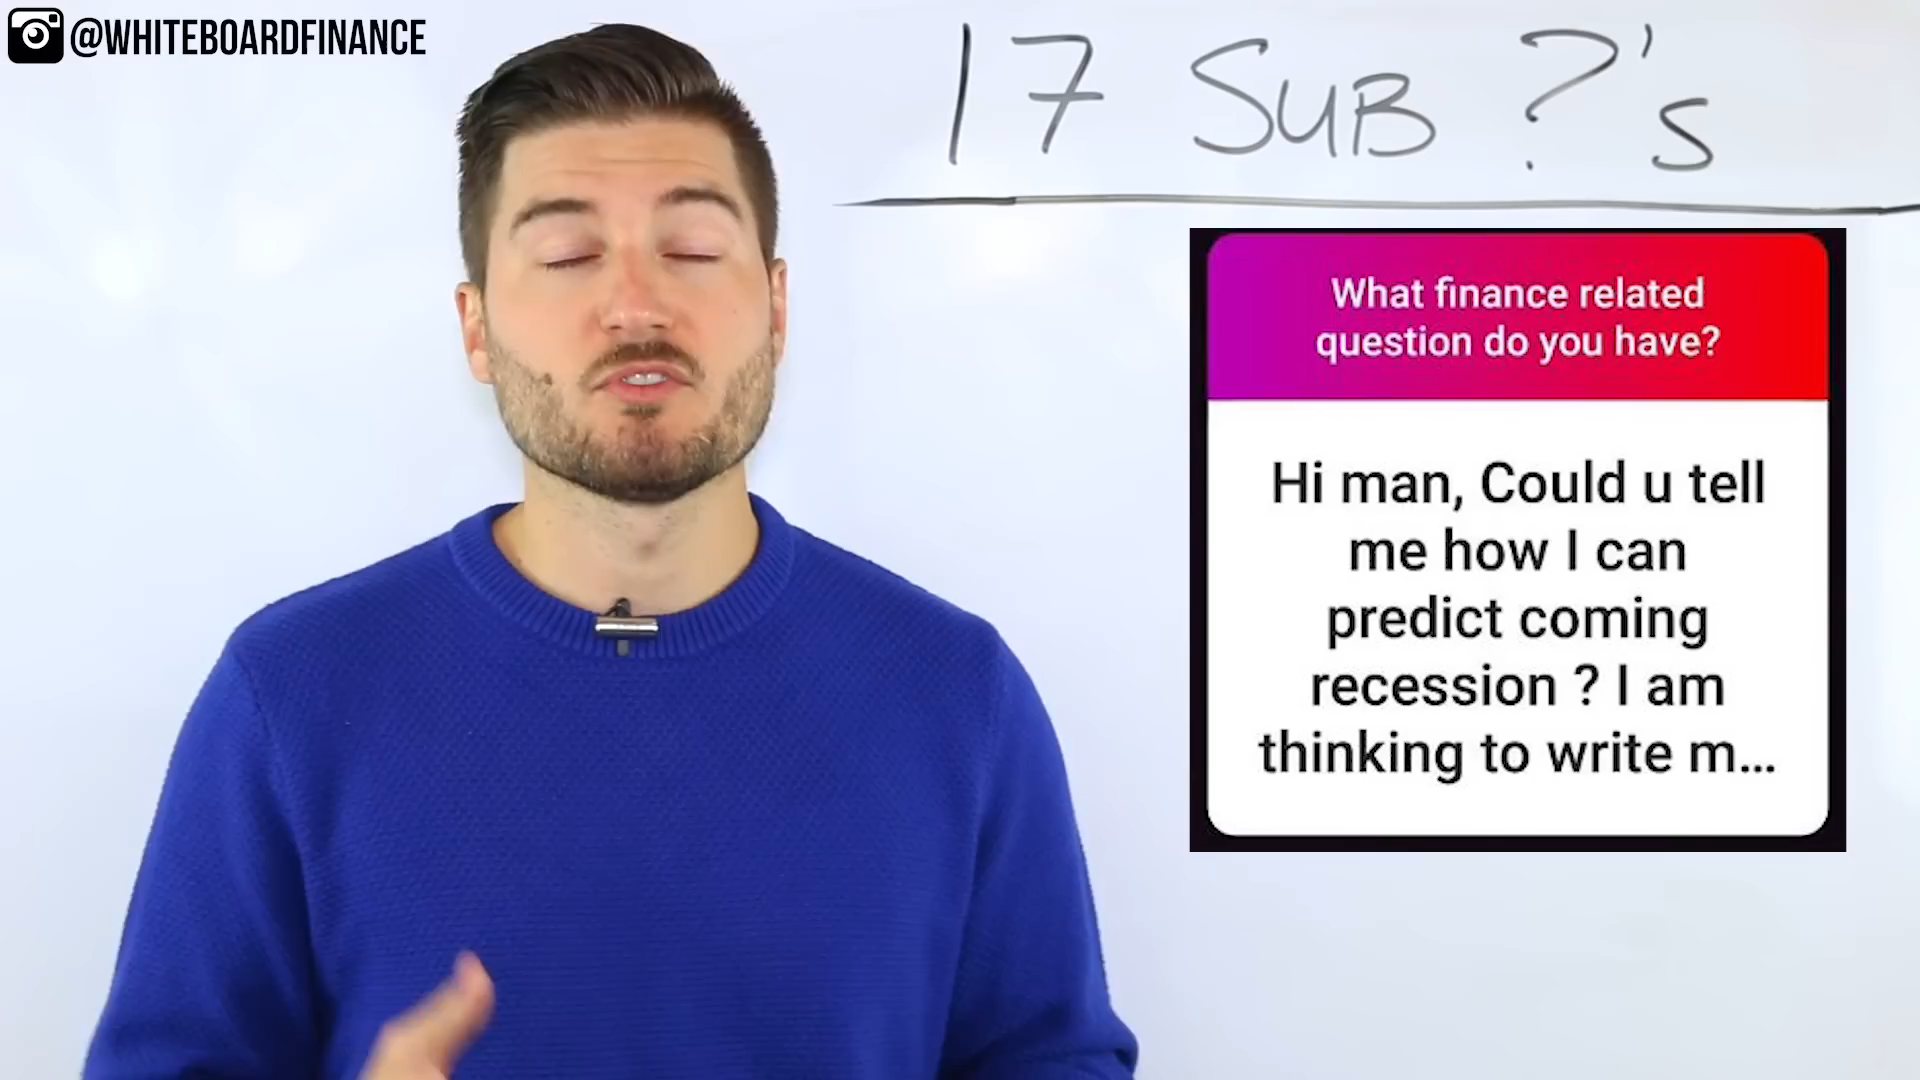 @WHITEBOARDFINANCE
17 SUB ?'s
What finance related
question do you have?
Hi man, Could u tell
me how I can
predict coming
recession ? I am
thinking to write m...